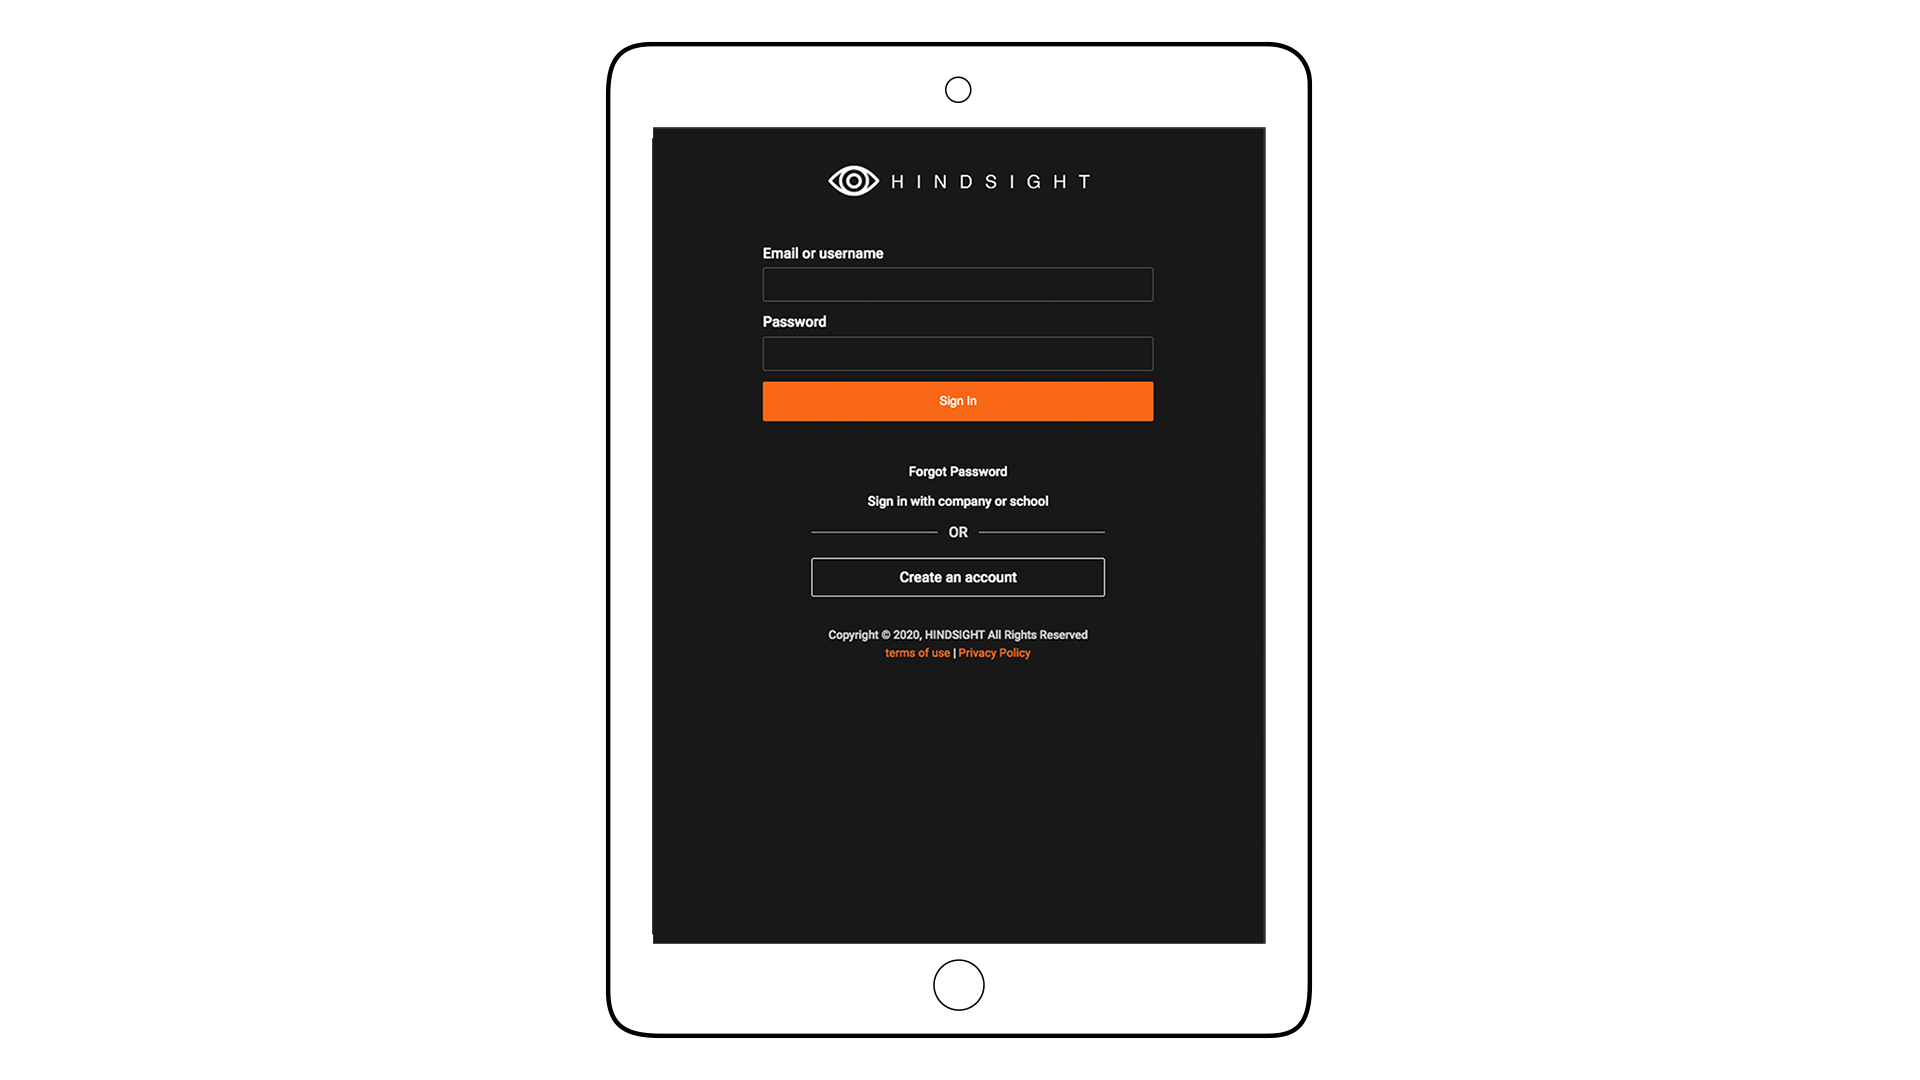 HINDSIGHT
Email or username
Password
Sign In
Forgot Password
Sign in with company or school
OR
Create an account
Copyright © 2020, HINDSIGHT All Rights Reserved
terms of use | Privacy Policy